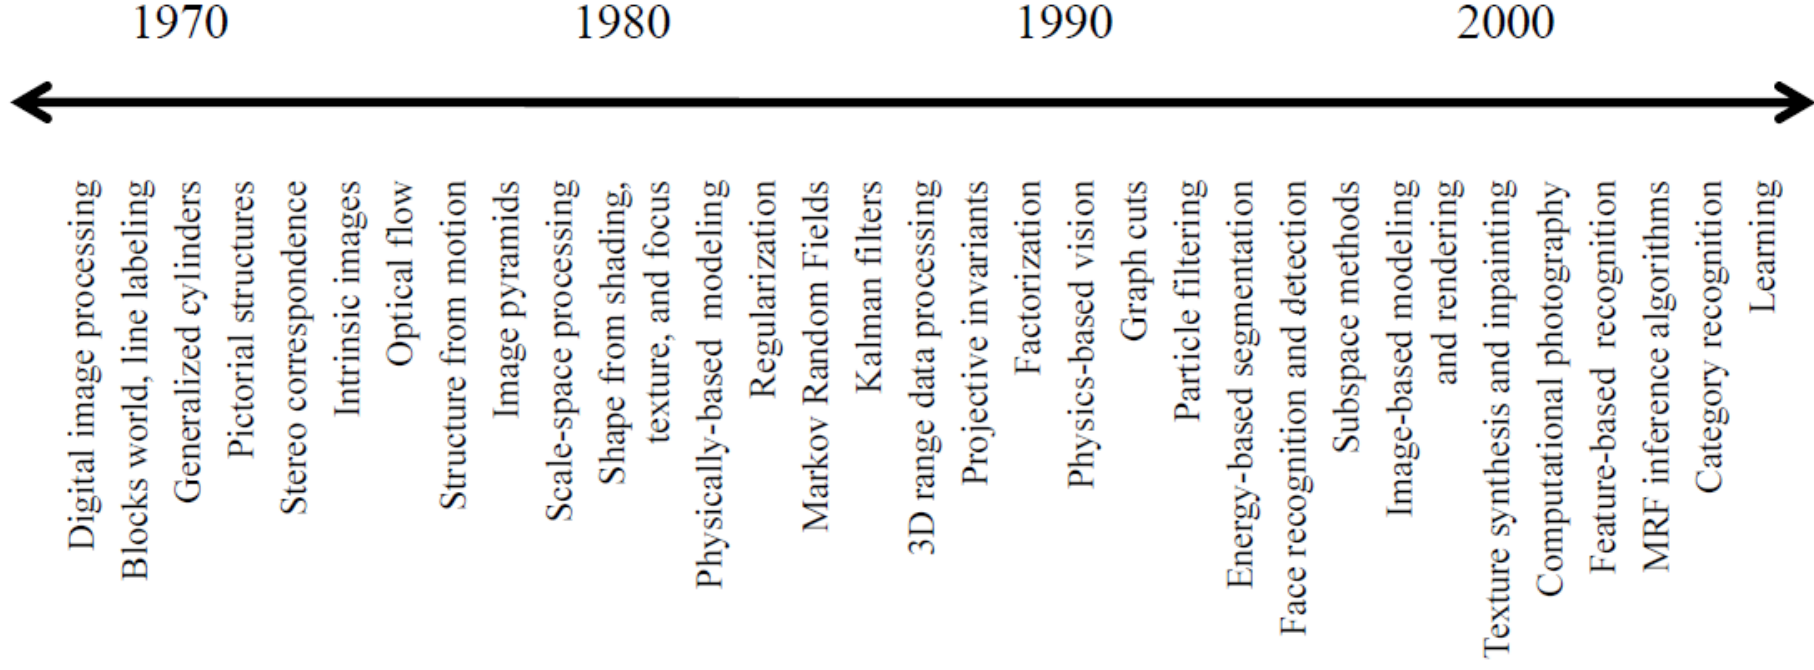 1970
1980
1990
2000
Digital image processing
Blocks world, line labeling
Generalized cylinders
Pictorial structures
Stereo correspondence
Intrinsic images
Optical flow
Structure from motion
Image pyramids
Scale-space processing
Shape from shading,
texture, and focus
Physically-based modeling
Regularization
Markov Random Fields
Kalman filters
3D range data processing
Projective invariants
Factorization
Physics-based vision
Graph cuts
Particle filtering
Energy-based segmentation
Face recognition and detection
Subspace methods
Image-based modeling
and rendering
Texture synthesis and inpainting
Computational photography
Feature-based recognition
MRF inference algorithms
Category recognition
Learning